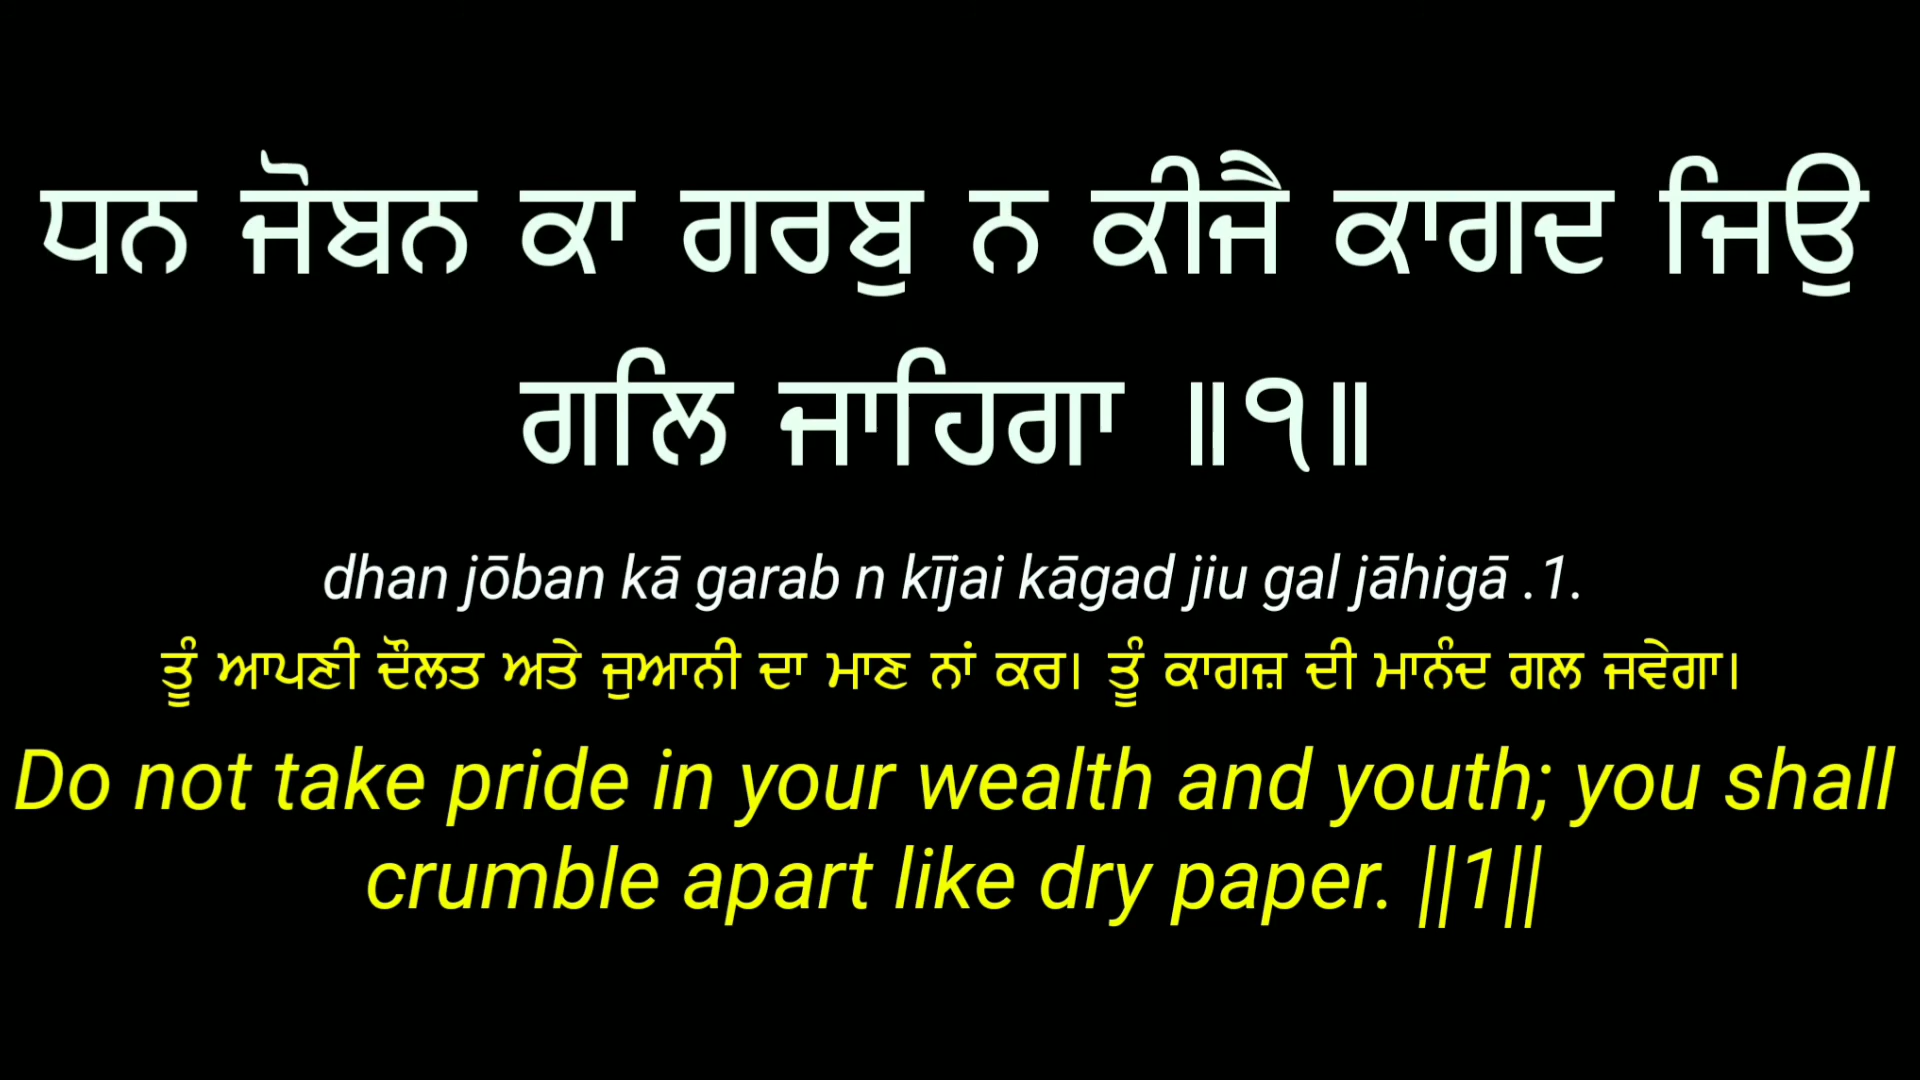 ਧਨ ਜੋਬਨ ਕਾ ਗਰਬੁ ਨ ਕੀਜੈ ਕਾਗਦ ਜਿਉ
ਗਲਿ ਜਾਹਿਗਾ ॥੧॥
dhan jōban kā garab n kījai kāgad jiu gal jāhigā .1.
ਤੂੰ ਆਪਣੀ ਦੌਲਤ ਅਤੇ ਜੁਆਨੀ ਦਾ ਮਾਣ ਨਾਂ ਕਰ। ਤੂੰ ਕਾਗਜ਼ ਦੀ ਮਾਨੰਦ ਗਲ ਜਵੇਗਾ।
Do not take pride in your wealth and youth; you shall
crumble apart like dry paper. ||1||